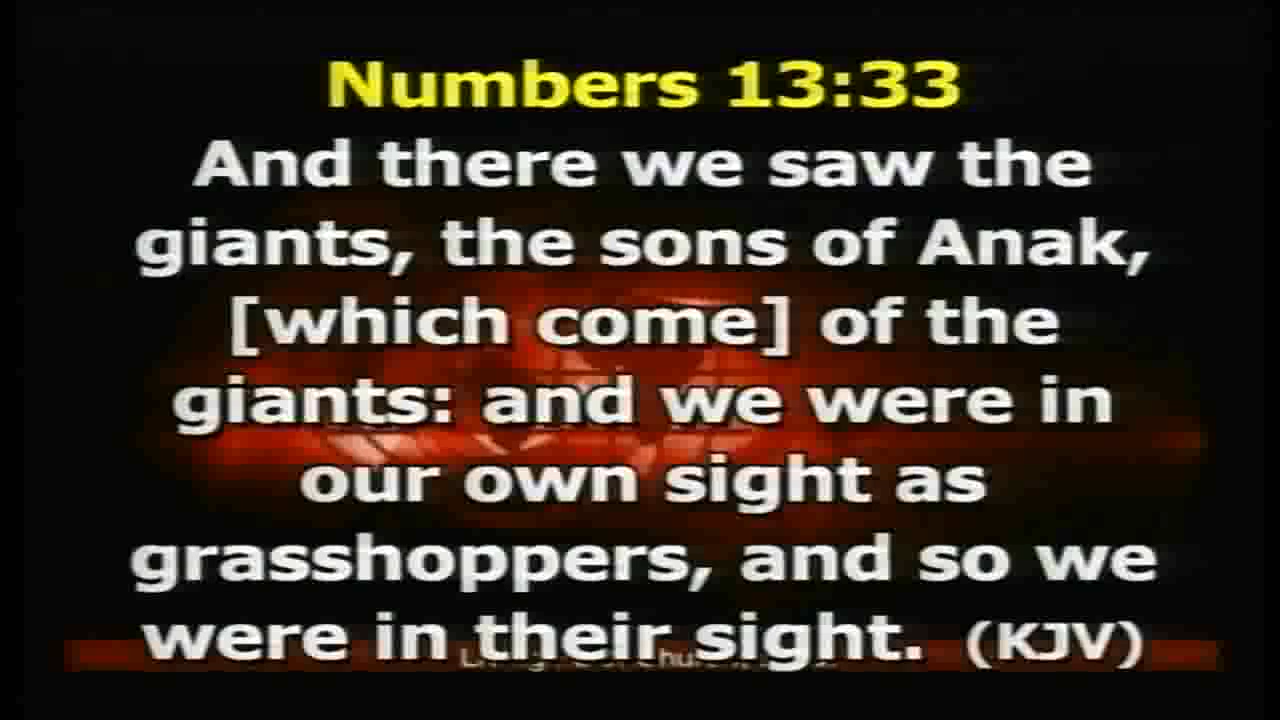 Numbers 13:33
And there we saw the
giants, the sons of Anak,
[which come] of the
giants: and we were in
our own sight as
grasshoppers, and so we
were in their sight. (KJV)